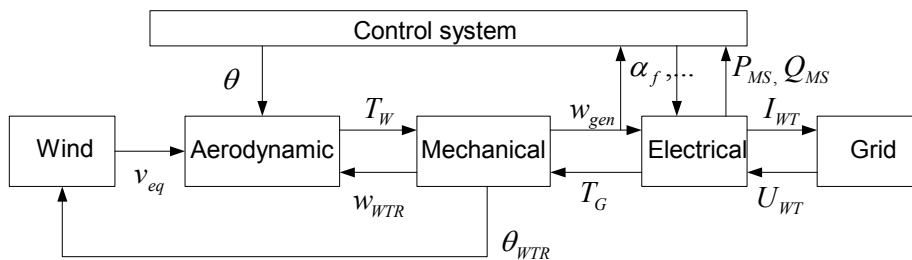 Control system
θ
α_f,...
P_MS, Q_MS
T_W
w_gen
I_WT
Wind
Aerodynamic
Mechanical
Electrical
Grid
v_eq
w_WTR
T_G
U_WT
θ_WTR